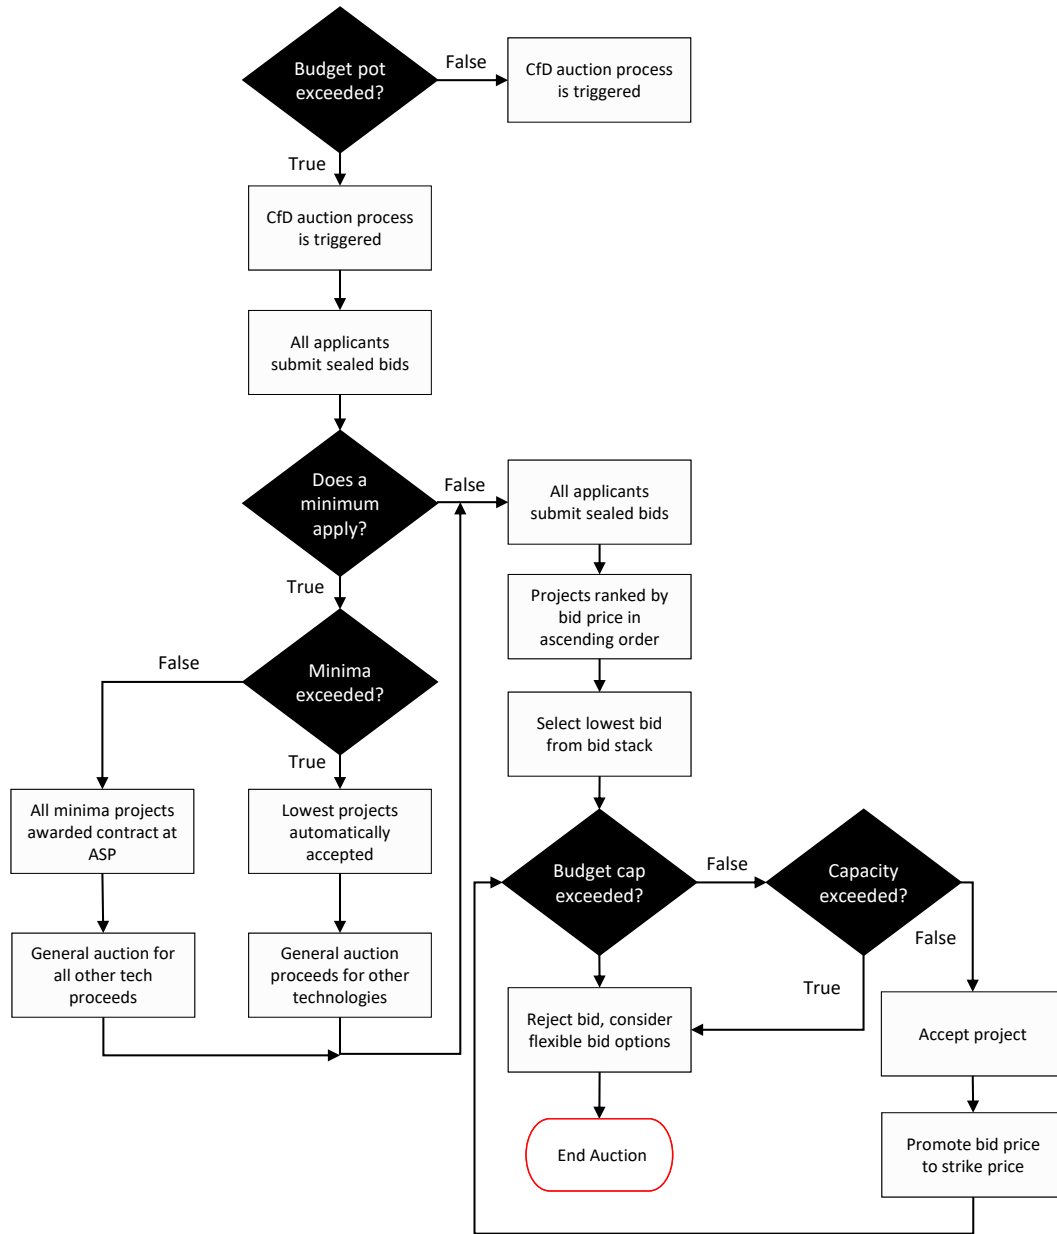 Budget pot
exceeded?
False
CfD auction process
is triggered
True
CfD auction process
is triggered
All applicants
submit sealed bids
Does a
minimum
apply?
False
All applicants
submit sealed bids
True
Projects ranked by
bid price in
ascending order
False
Minima
exceeded?
Select lowest bid
from bid stack
True
All minima projects
awarded contract at
ASP
Lowest projects
automatically
accepted
Budget cap
exceeded?
False
Capacity
exceeded?
False
General auction for
all other tech
proceeds
General auction
proceeds for other
technologies
True
Reject bid, consider
flexible bid options
Accept project
End Auction
Promote bid price
to strike price